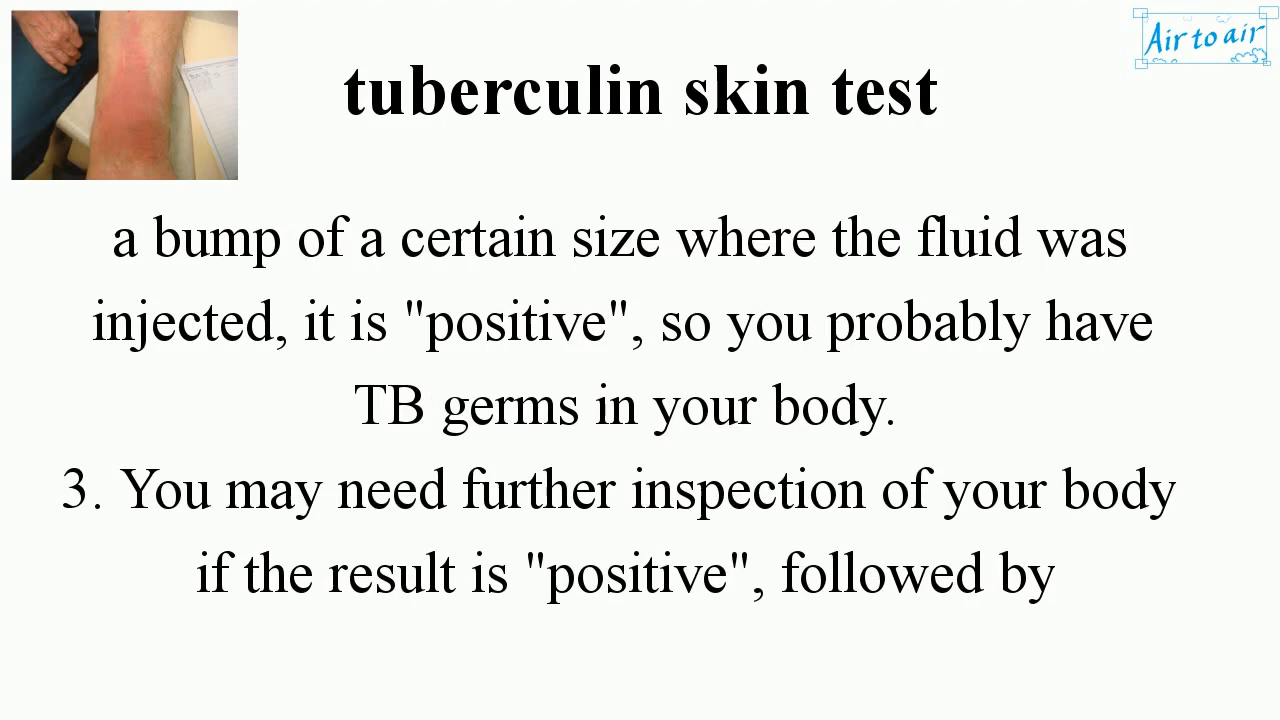 Air to air
tuberculin skin test
a bump of a certain size where the fluid was
injected, it is "positive", so you probably have
TB germs in your body.
3. You may need further inspection of your body
if the result is "positive", followed by